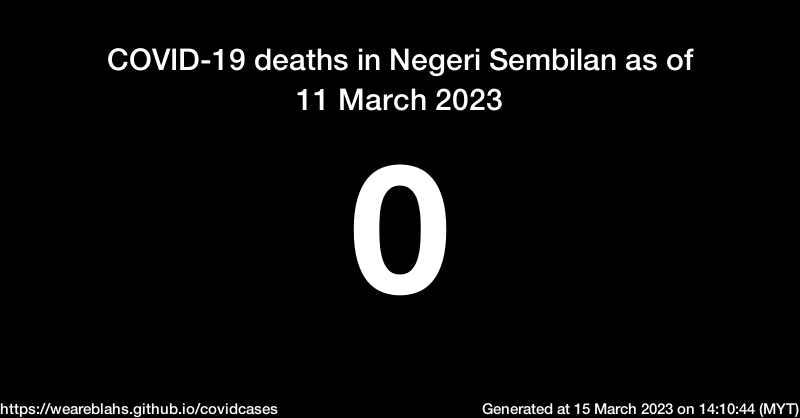 COVID-19 deaths in Negeri Sembilan as of
11 March 2023
0
https://weareblahs.github.io/covidcases
Generated at 15 March 2023 on 14:10:44 (MYT)